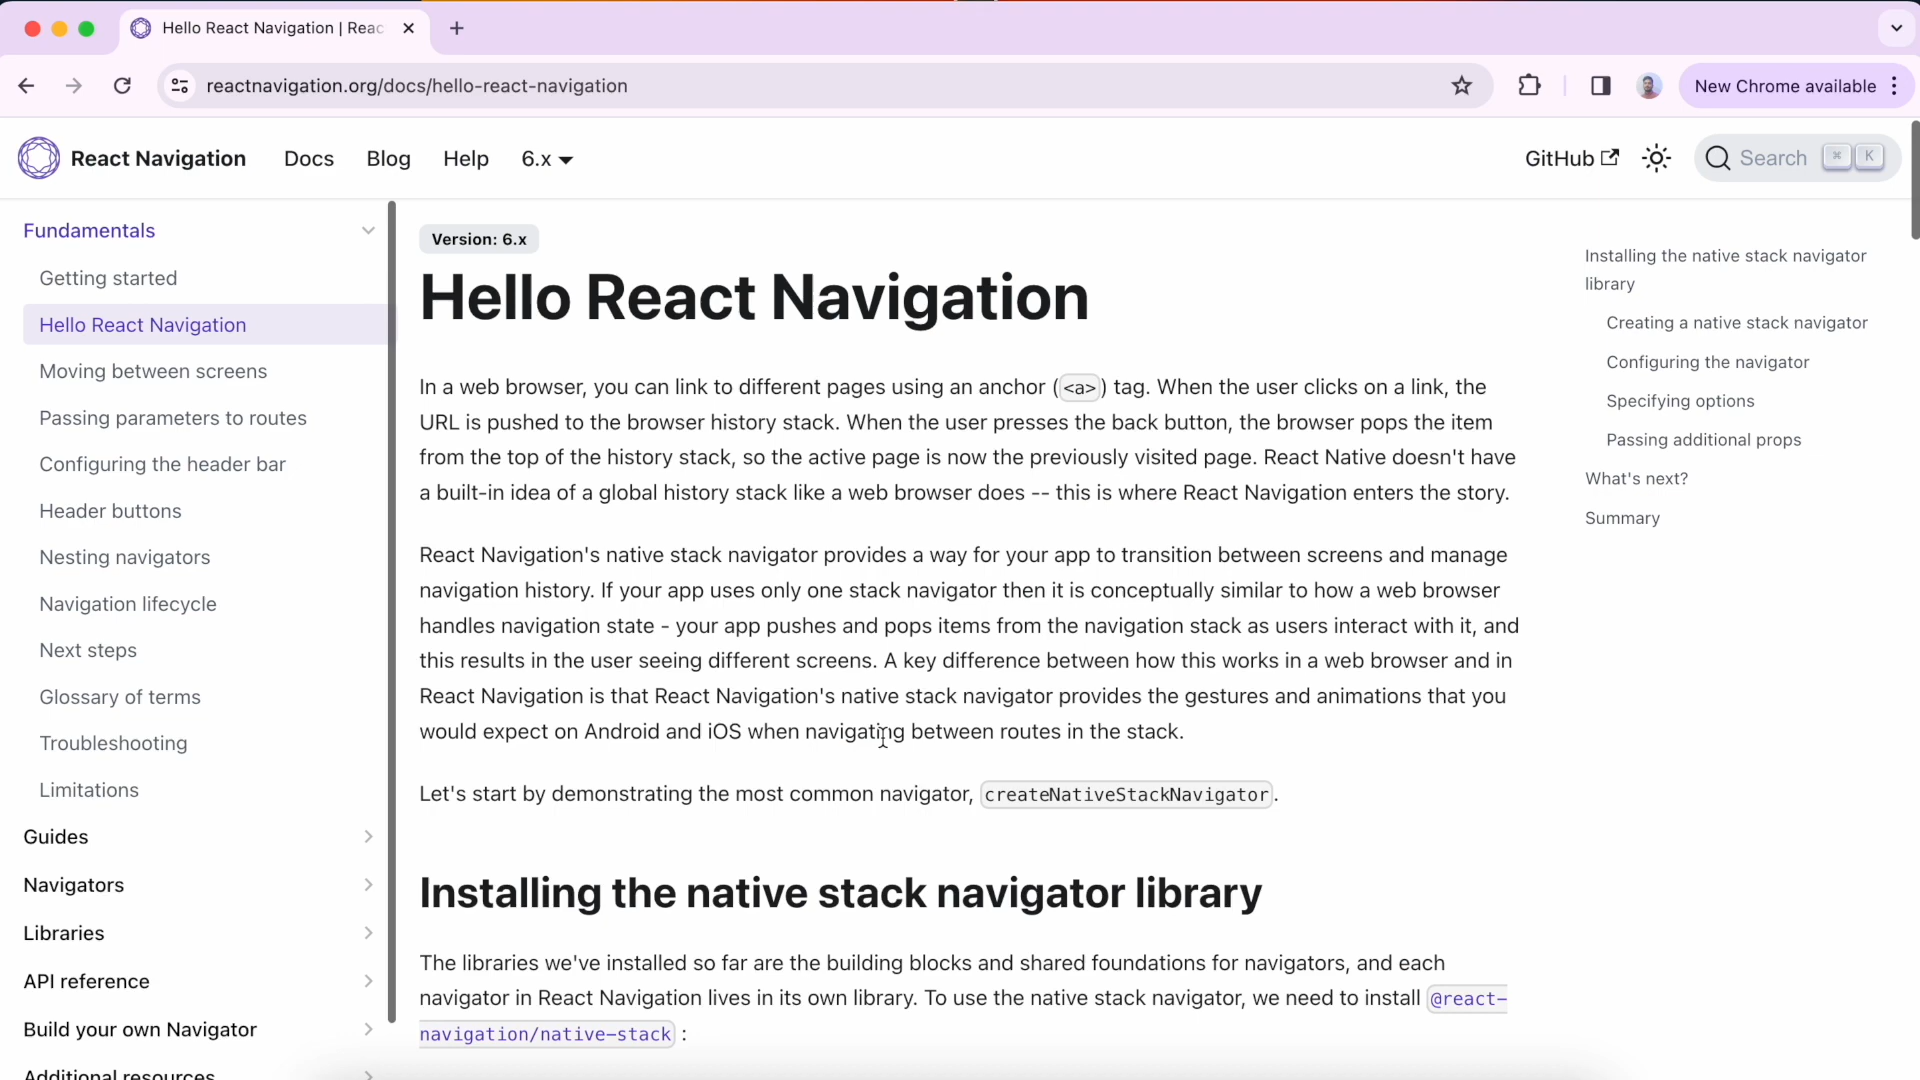 Hello React Navigation | Reac
reactnavigation.org/docs/hello-react-navigation
New Chrome available
React Navigation
Docs
Blog
Help
6.x
GitHub
Search
⌘ K
Fundamentals
Getting started
Hello React Navigation
Moving between screens
Passing parameters to routes
Configuring the header bar
Header buttons
Nesting navigators
Navigation lifecycle
Next steps
Glossary of terms
Troubleshooting
Limitations
Guides
Navigators
Libraries
API reference
Build your own Navigator
Additional resources
Version: 6.x
Hello React Navigation
In a web browser, you can link to different pages using an anchor (<a>) tag. When the user clicks on a link, the
URL is pushed to the browser history stack. When the user presses the back button, the browser pops the item
from the top of the history stack, so the active page is now the previously visited page. React Native doesn't have
a built-in idea of a global history stack like a web browser does -- this is where React Navigation enters the story.
React Navigation's native stack navigator provides a way for your app to transition between screens and manage
navigation history. If your app uses only one stack navigator then it is conceptually similar to how a web browser
handles navigation state - your app pushes and pops items from the navigation stack as users interact with it, and
this results in the user seeing different screens. A key difference between how this works in a web browser and in
React Navigation is that React Navigation's native stack navigator provides the gestures and animations that you
would expect on Android and iOS when navigating between routes in the stack.
Let's start by demonstrating the most common navigator, createNativeStackNavigator.
Installing the native stack navigator library
The libraries we've installed so far are the building blocks and shared foundations for navigators, and each
navigator in React Navigation lives in its own library. To use the native stack navigator, we need to install @react-
navigation/native-stack :
Installing the native stack navigator
library
Creating a native stack navigator
Configuring the navigator
Specifying options
Passing additional props
What's next?
Summary